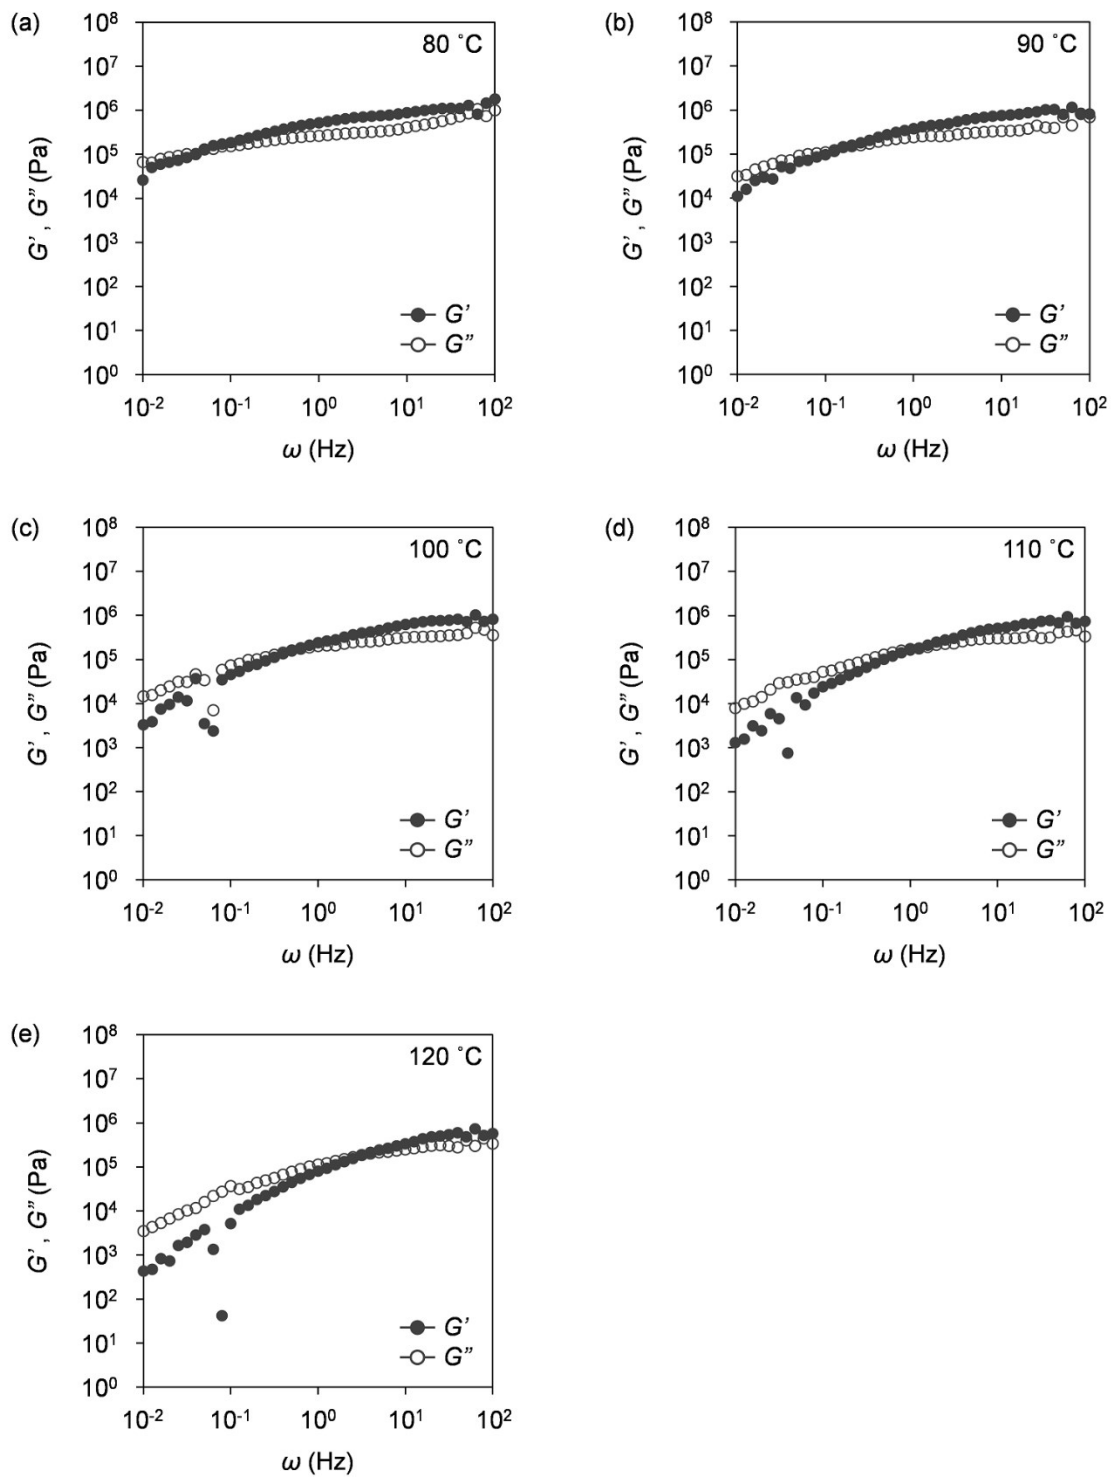 (a)
80 ˚C
10⁸
10⁷
10⁶
10⁵
10⁴
10³
10²
10¹
10⁰
G’ , G” (Pa)
G’
G”
10⁻² 10⁻¹ 10⁰ 10¹ 10²
ω (Hz)
(b)
90 ˚C
10⁸
10⁷
10⁶
10⁵
10⁴
10³
10²
10¹
10⁰
G’ , G” (Pa)
G’
G”
10⁻² 10⁻¹ 10⁰ 10¹ 10²
ω (Hz)
(c)
100 ˚C
10⁸
10⁷
10⁶
10⁵
10⁴
10³
10²
10¹
10⁰
G’ , G” (Pa)
G’
G”
10⁻² 10⁻¹ 10⁰ 10¹ 10²
ω (Hz)
(d)
110 ˚C
10⁸
10⁷
10⁶
10⁵
10⁴
10³
10²
10¹
10⁰
G’ , G” (Pa)
G’
G”
10⁻² 10⁻¹ 10⁰ 10¹ 10²
ω (Hz)
(e)
120 ˚C
10⁸
10⁷
10⁶
10⁵
10⁴
10³
10²
10¹
10⁰
G’ , G” (Pa)
G’
G”
10⁻² 10⁻¹ 10⁰ 10¹ 10²
ω (Hz)